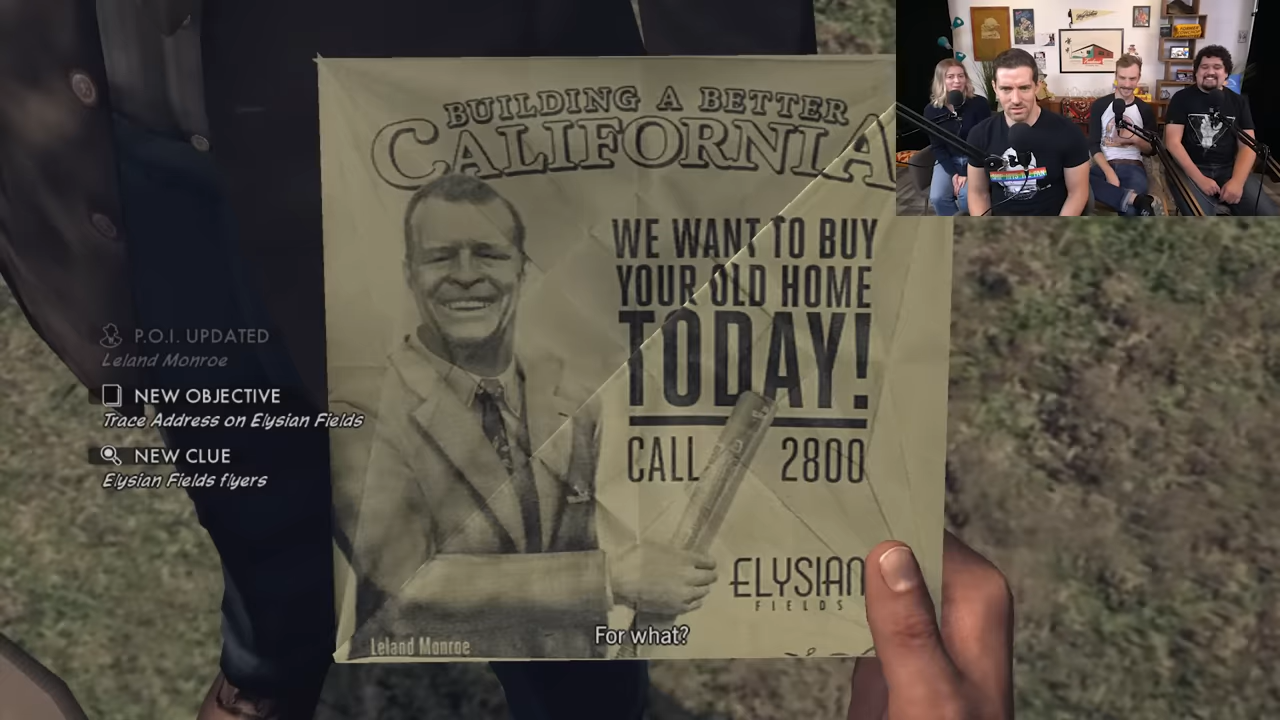 BUILDING A BETTER
CALIFORNIA
WE WANT TO BUY
YOUR OLD HOME
TODAY!
CALL 2800
ELYSIAN
FIELDS
Leland Monroe
For what?
P.O.I. UPDATED
Leland Monroe
NEW OBJECTIVE
Trace Address on Elysian Fields
NEW CLUE
Elysian Fields flyers